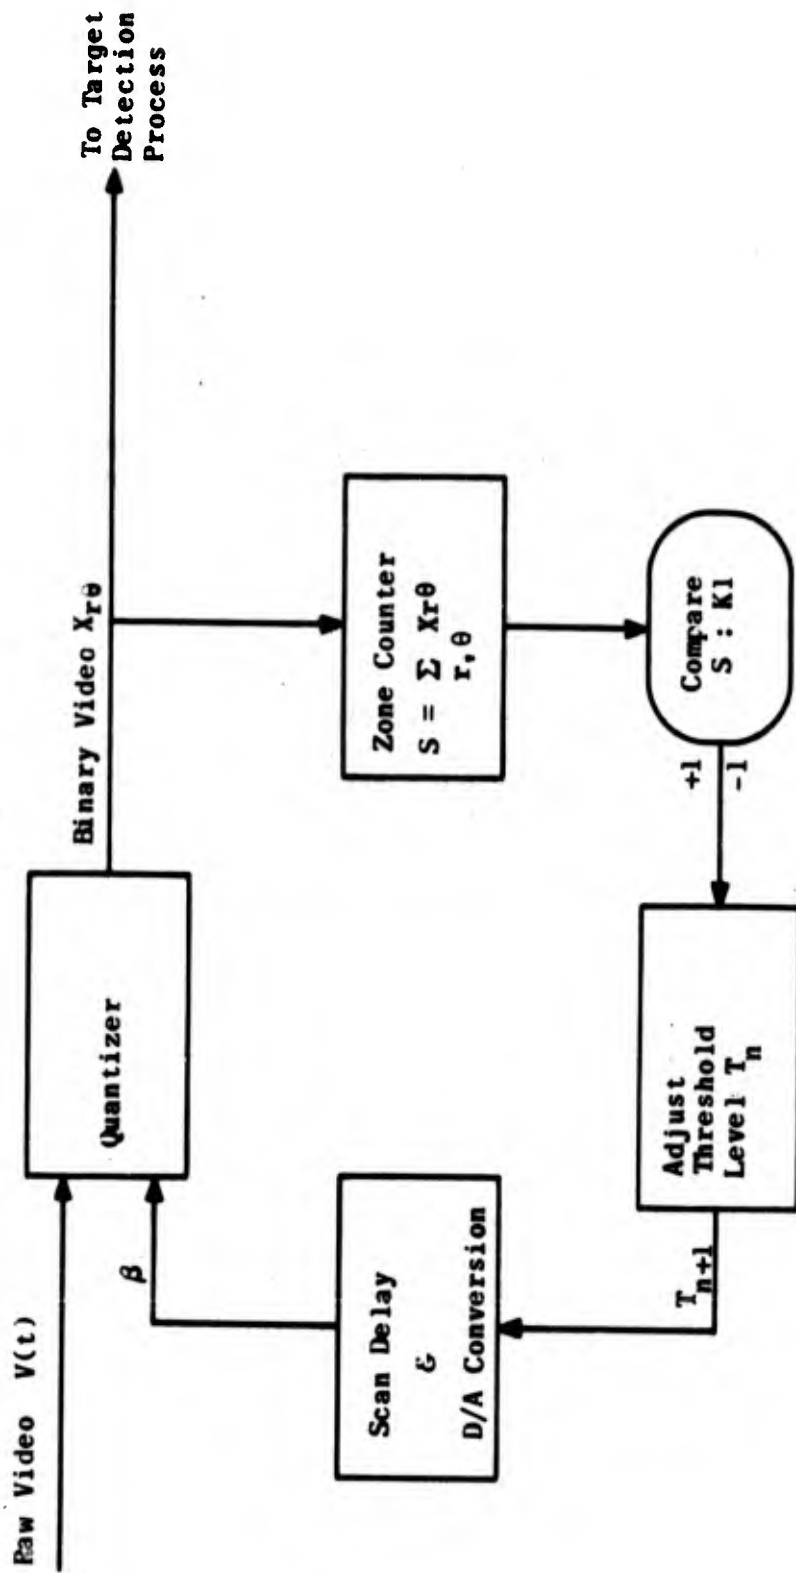 Raw Video V(t)
β
Quantizer
Binary Video Xrθ
To Target
Detection
Process
Zone Counter
S = Σ Xrθ
r,θ
Compare
S : K1
+1
-1
Adjust
Threshold
Level Tn
Tn+1
Scan Delay
&
D/A Conversion